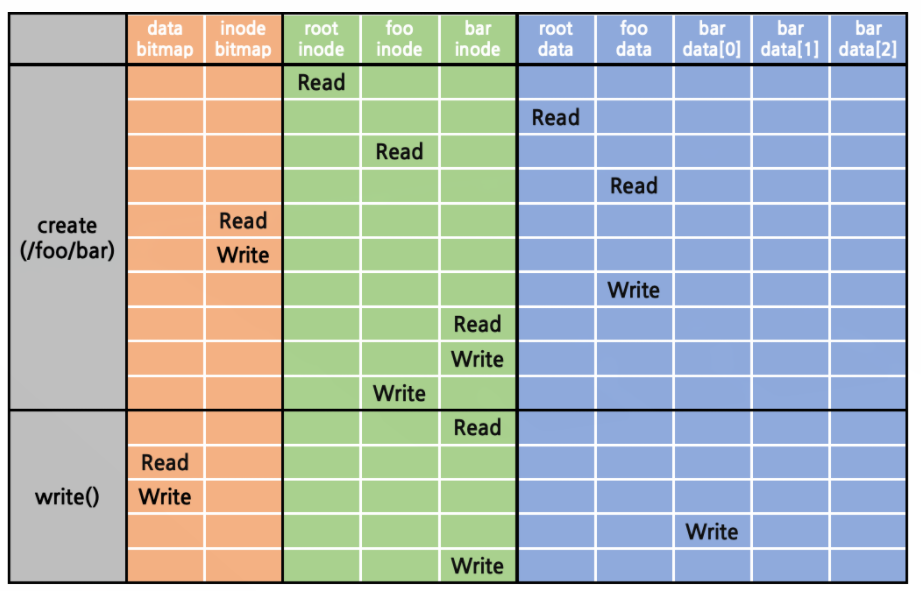 data inode root foo bar root foo bar bar bar
bitmap bitmap inode inode inode data data data[0] data[1] data[2]
Read
Read
Read
Read
create Read
(/foo/bar) Write
Write
Read
Write
Write
Read
Read
write() Write
Write
Write